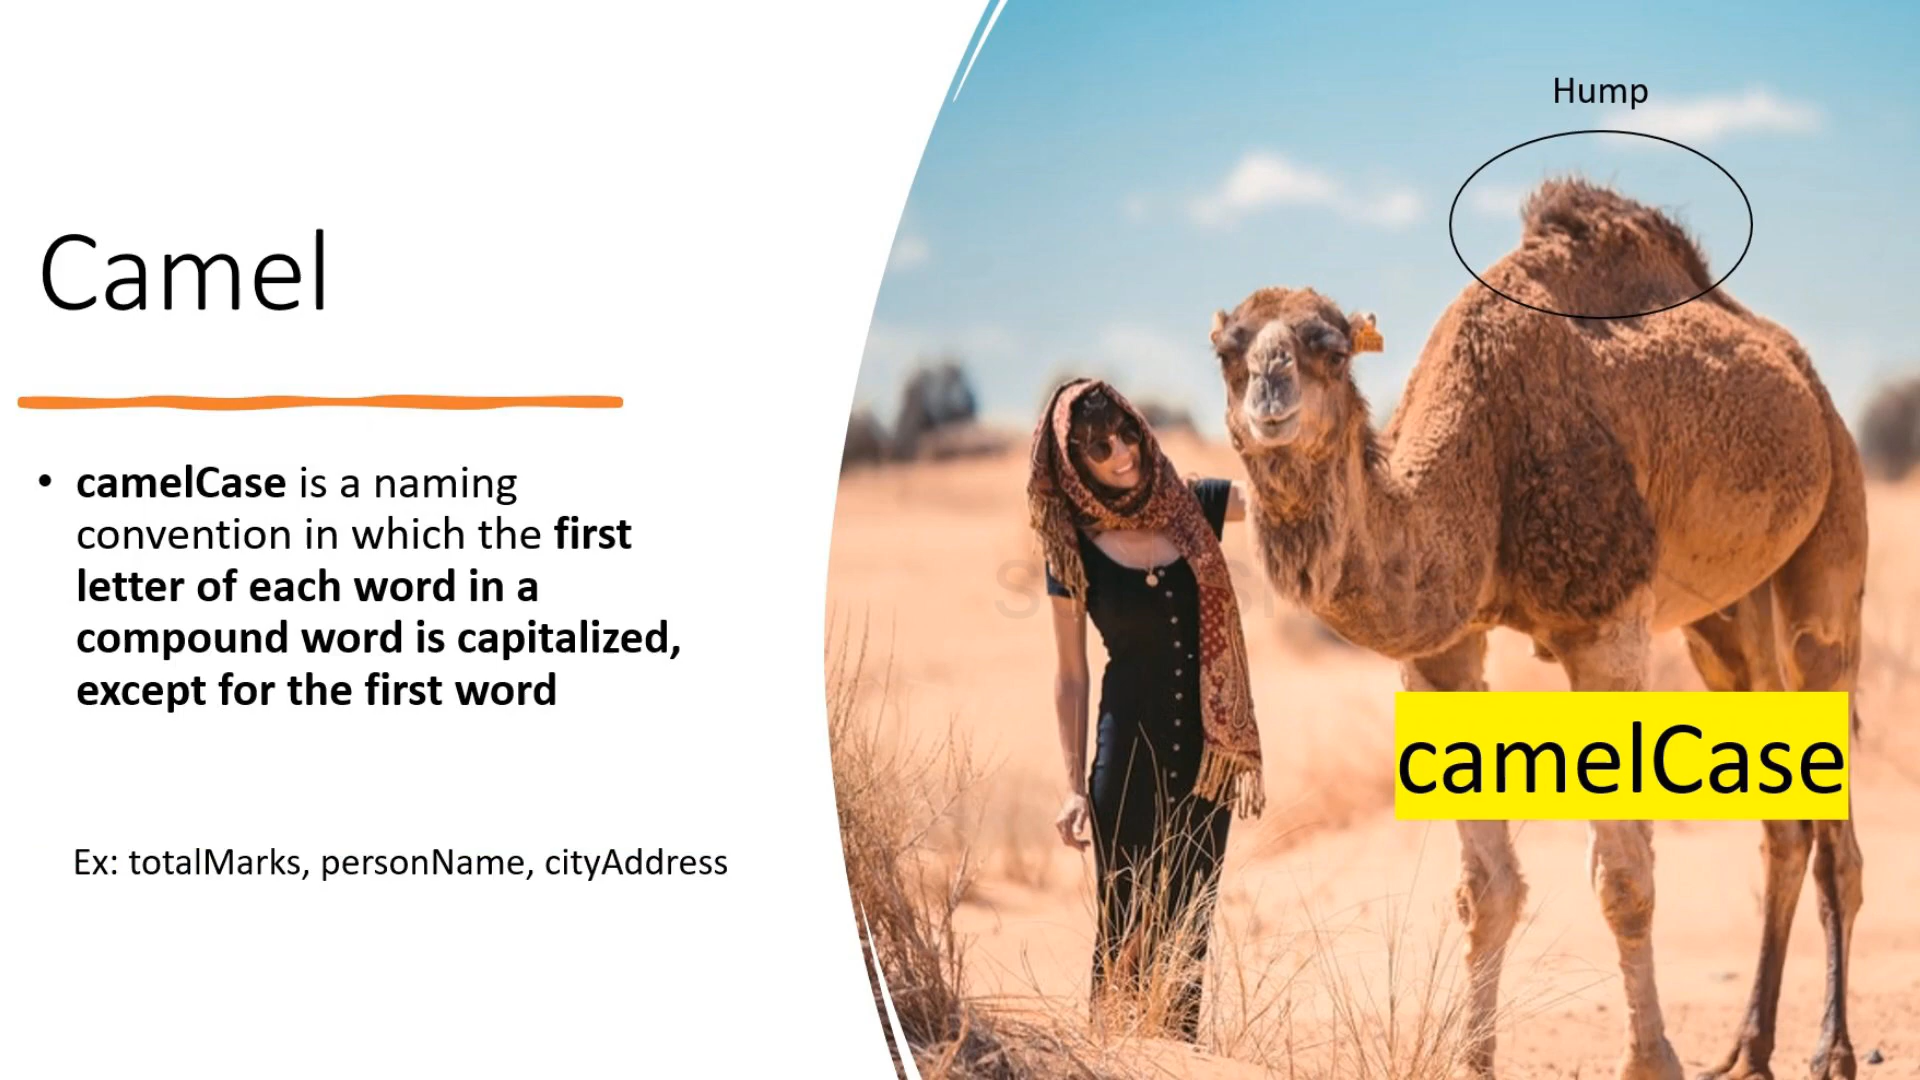 Hump
Camel
• camelCase is a naming
convention in which the first
letter of each word in a
compound word is capitalized,
except for the first word
camelCase
Ex: totalMarks, personName, cityAddress